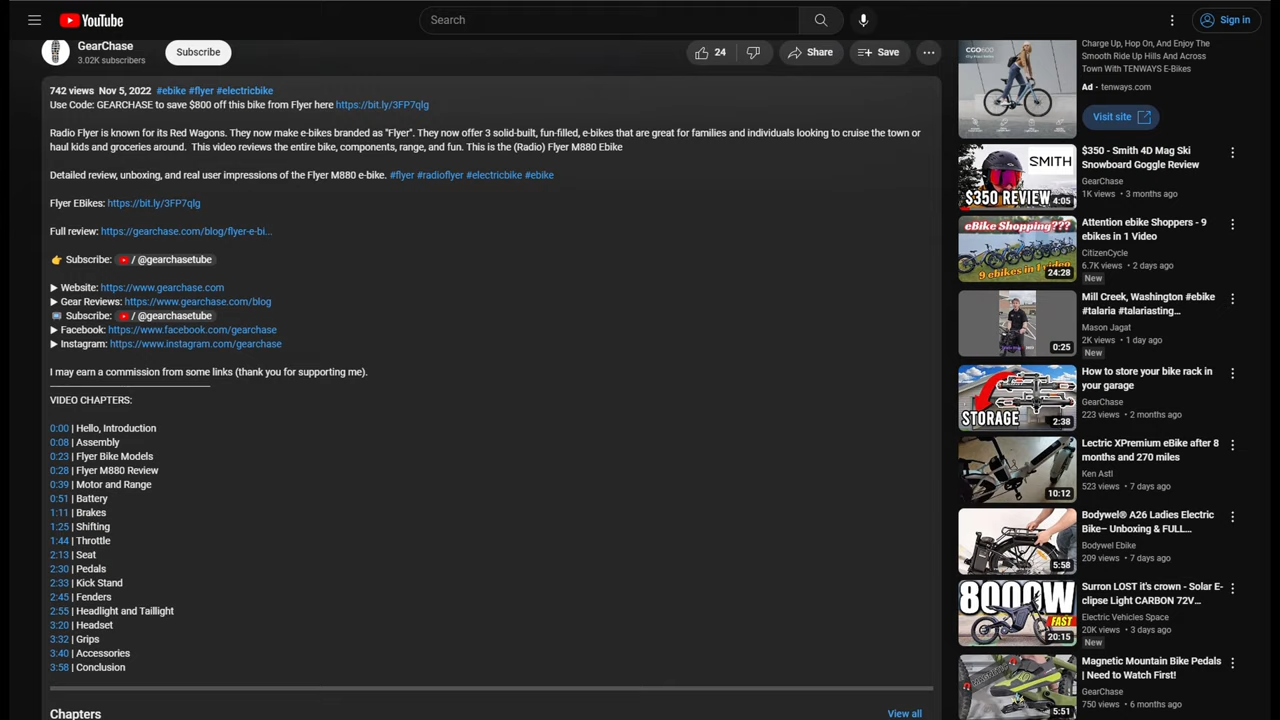 YouTube
Search
Sign in
GearChase
3.02K subscribers
Subscribe
24
Share
Save
742 views Nov 5, 2022 #ebike #flyer #electricbike
Use Code: GEARCHASE to save $800 off this bike from Flyer here https://bit.ly/3FP7qlg
Radio Flyer is known for its Red Wagons. They now make e-bikes branded as "Flyer". They now offer 3 solid-built, fun-filled, e-bikes that are great for families and individuals looking to cruise the town or
haul kids and groceries around. This video reviews the entire bike, components, range, and fun. This is the (Radio) Flyer M880 Ebike
Detailed review, unboxing, and real user impressions of the Flyer M880 e-bike. #flyer #radioflyer #electricbike #ebike
Flyer EBikes: https://bit.ly/3FP7qlg
Full review: https://gearchase.com/blog/flyer-e-bi...
👉 Subscribe: / @gearchasetube
▶ Website: https://www.gearchase.com
▶ Gear Reviews: https://www.gearchase.com/blog
Subscribe: / @gearchasetube
▶ Facebook: https://www.facebook.com/gearchase
▶ Instagram: https://www.instagram.com/gearchase
I may earn a commission from some links (thank you for supporting me).
VIDEO CHAPTERS:
0:00 | Hello, Introduction
0:08 | Assembly
0:23 | Flyer Bike Models
0:28 | Flyer M880 Review
0:39 | Motor and Range
0:51 | Battery
1:11 | Brakes
1:25 | Shifting
1:44 | Throttle
2:13 | Seat
2:30 | Pedals
2:33 | Kick Stand
2:45 | Fenders
2:55 | Headlight and Taillight
3:20 | Headset
3:32 | Grips
3:40 | Accessories
3:58 | Conclusion
Chapters
View all
CGO600
Charge Up, Hop On, And Enjoy The
Smooth Ride Up Hills And Across
Town With TENWAYS E-Bikes
Ad • tenways.com
Visit site
SMITH
$350 REVIEW
4:05
$350 - Smith 4D Mag Ski
Snowboard Goggle Review
GearChase
1K views • 3 months ago
eBike Shopping???
9 ebikes in 1 video
24:28
Attention ebike Shoppers - 9
ebikes in 1 Video
CitizenCycle
6.7K views • 2 days ago
New
0:25
Mill Creek, Washington #ebike
#talaria #talariasting...
Mason Jagat
2K views • 1 day ago
New
STORAGE
2:38
How to store your bike rack in
your garage
GearChase
223 views • 2 months ago
10:12
Lectric XPremium eBike after 8
months and 270 miles
Ken Astl
523 views • 7 days ago
5:58
Bodywel® A26 Ladies Electric
Bike– Unboxing & FULL...
Bodywel Ebike
209 views • 7 days ago
8000W
FAST
20:15
Surron LOST it's crown - Solar E-
clipse Light CARBON 72V...
Electric Vehicles Space
20K views • 3 days ago
New
5:51
Magnetic Mountain Bike Pedals
| Need to Watch First!
GearChase
750 views • 6 months ago